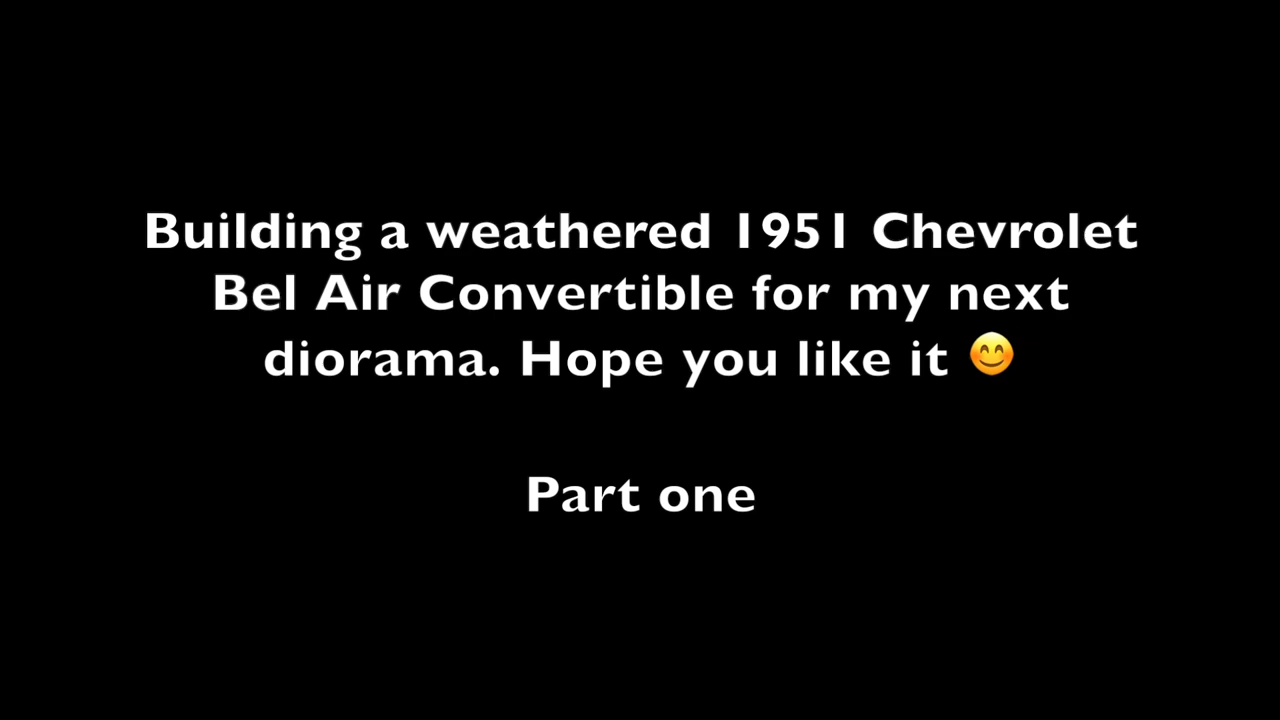 Building a weathered 1951 Chevrolet
Bel Air Convertible for my next
diorama. Hope you like it 😊
Part one